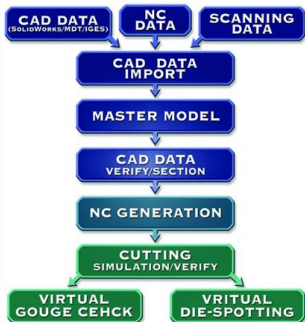 CAD DATA
(SOLIDWORKS/MDT/IGES)
NC
DATA
SCANNING
DATA
CAD DATA
IMPORT
MASTER MODEL
CAD DATA
VERIFY/SECTION
NC GENERATION
CUTTING
SIMULATION/VERIFY
VIRTUAL
GOUGE CEHCK
VRITUAL
DIE-SPOTTING